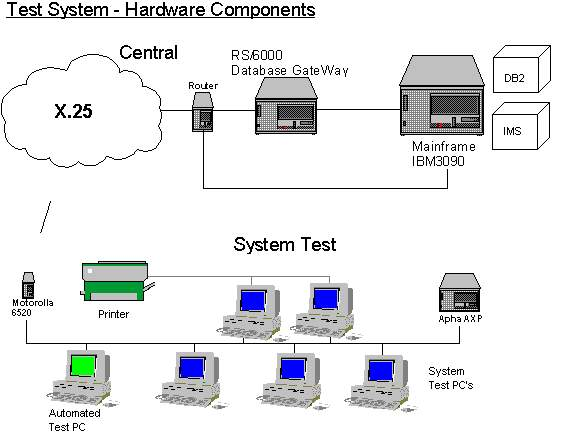 Test System - Hardware Components
Central
RS/6000
Database GateWay
Router
X.25
DB2
IMS
Mainframe
IBM3090
System Test
Motorolla
6520
Printer
Apha AXP
System
Test PC's
Automated
Test PC